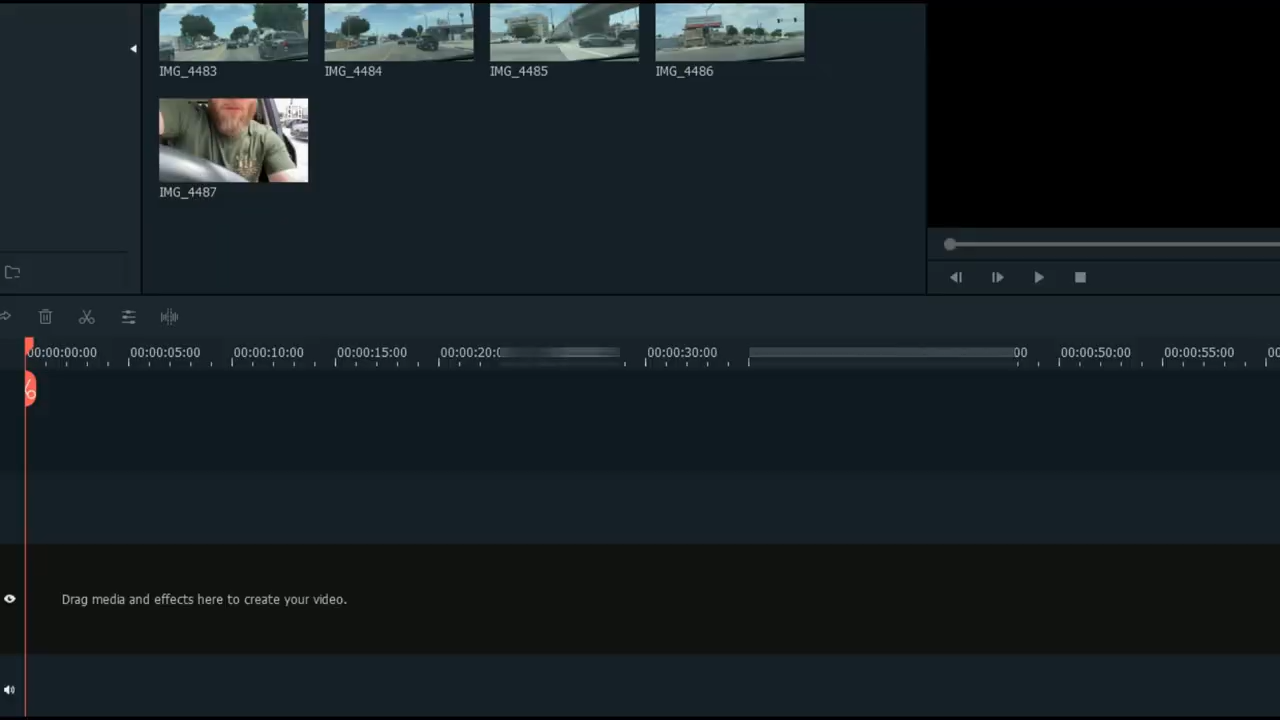 IMG_4483 IMG_4484 IMG_4485 IMG_4486
IMG_4487
00:00:00:00 00:00:05:00 00:00:10:00 00:00:15:00 00:00:20:0 00:00:30:00 00 00:00:50:00 00:00:55:00 00
Drag media and effects here to create your video.